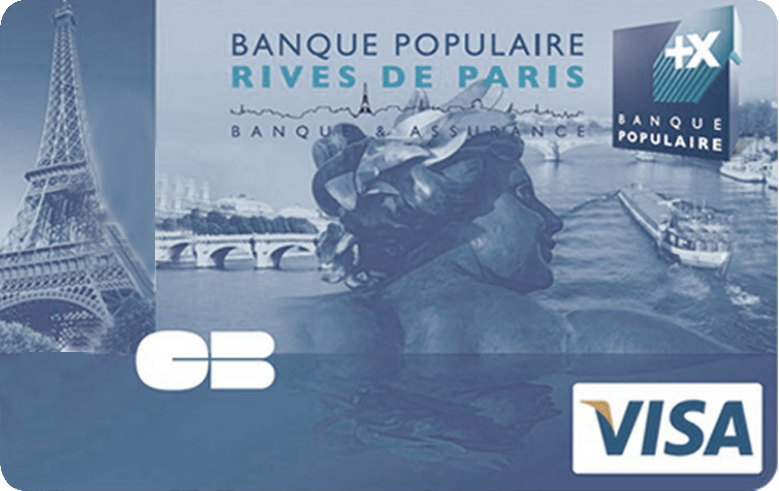 BANQUE POPULAIRE
RIVES DE PARIS
BANQUE & ASSURANCE
+X
BANQUE
POPULAIRE
CB
VISA